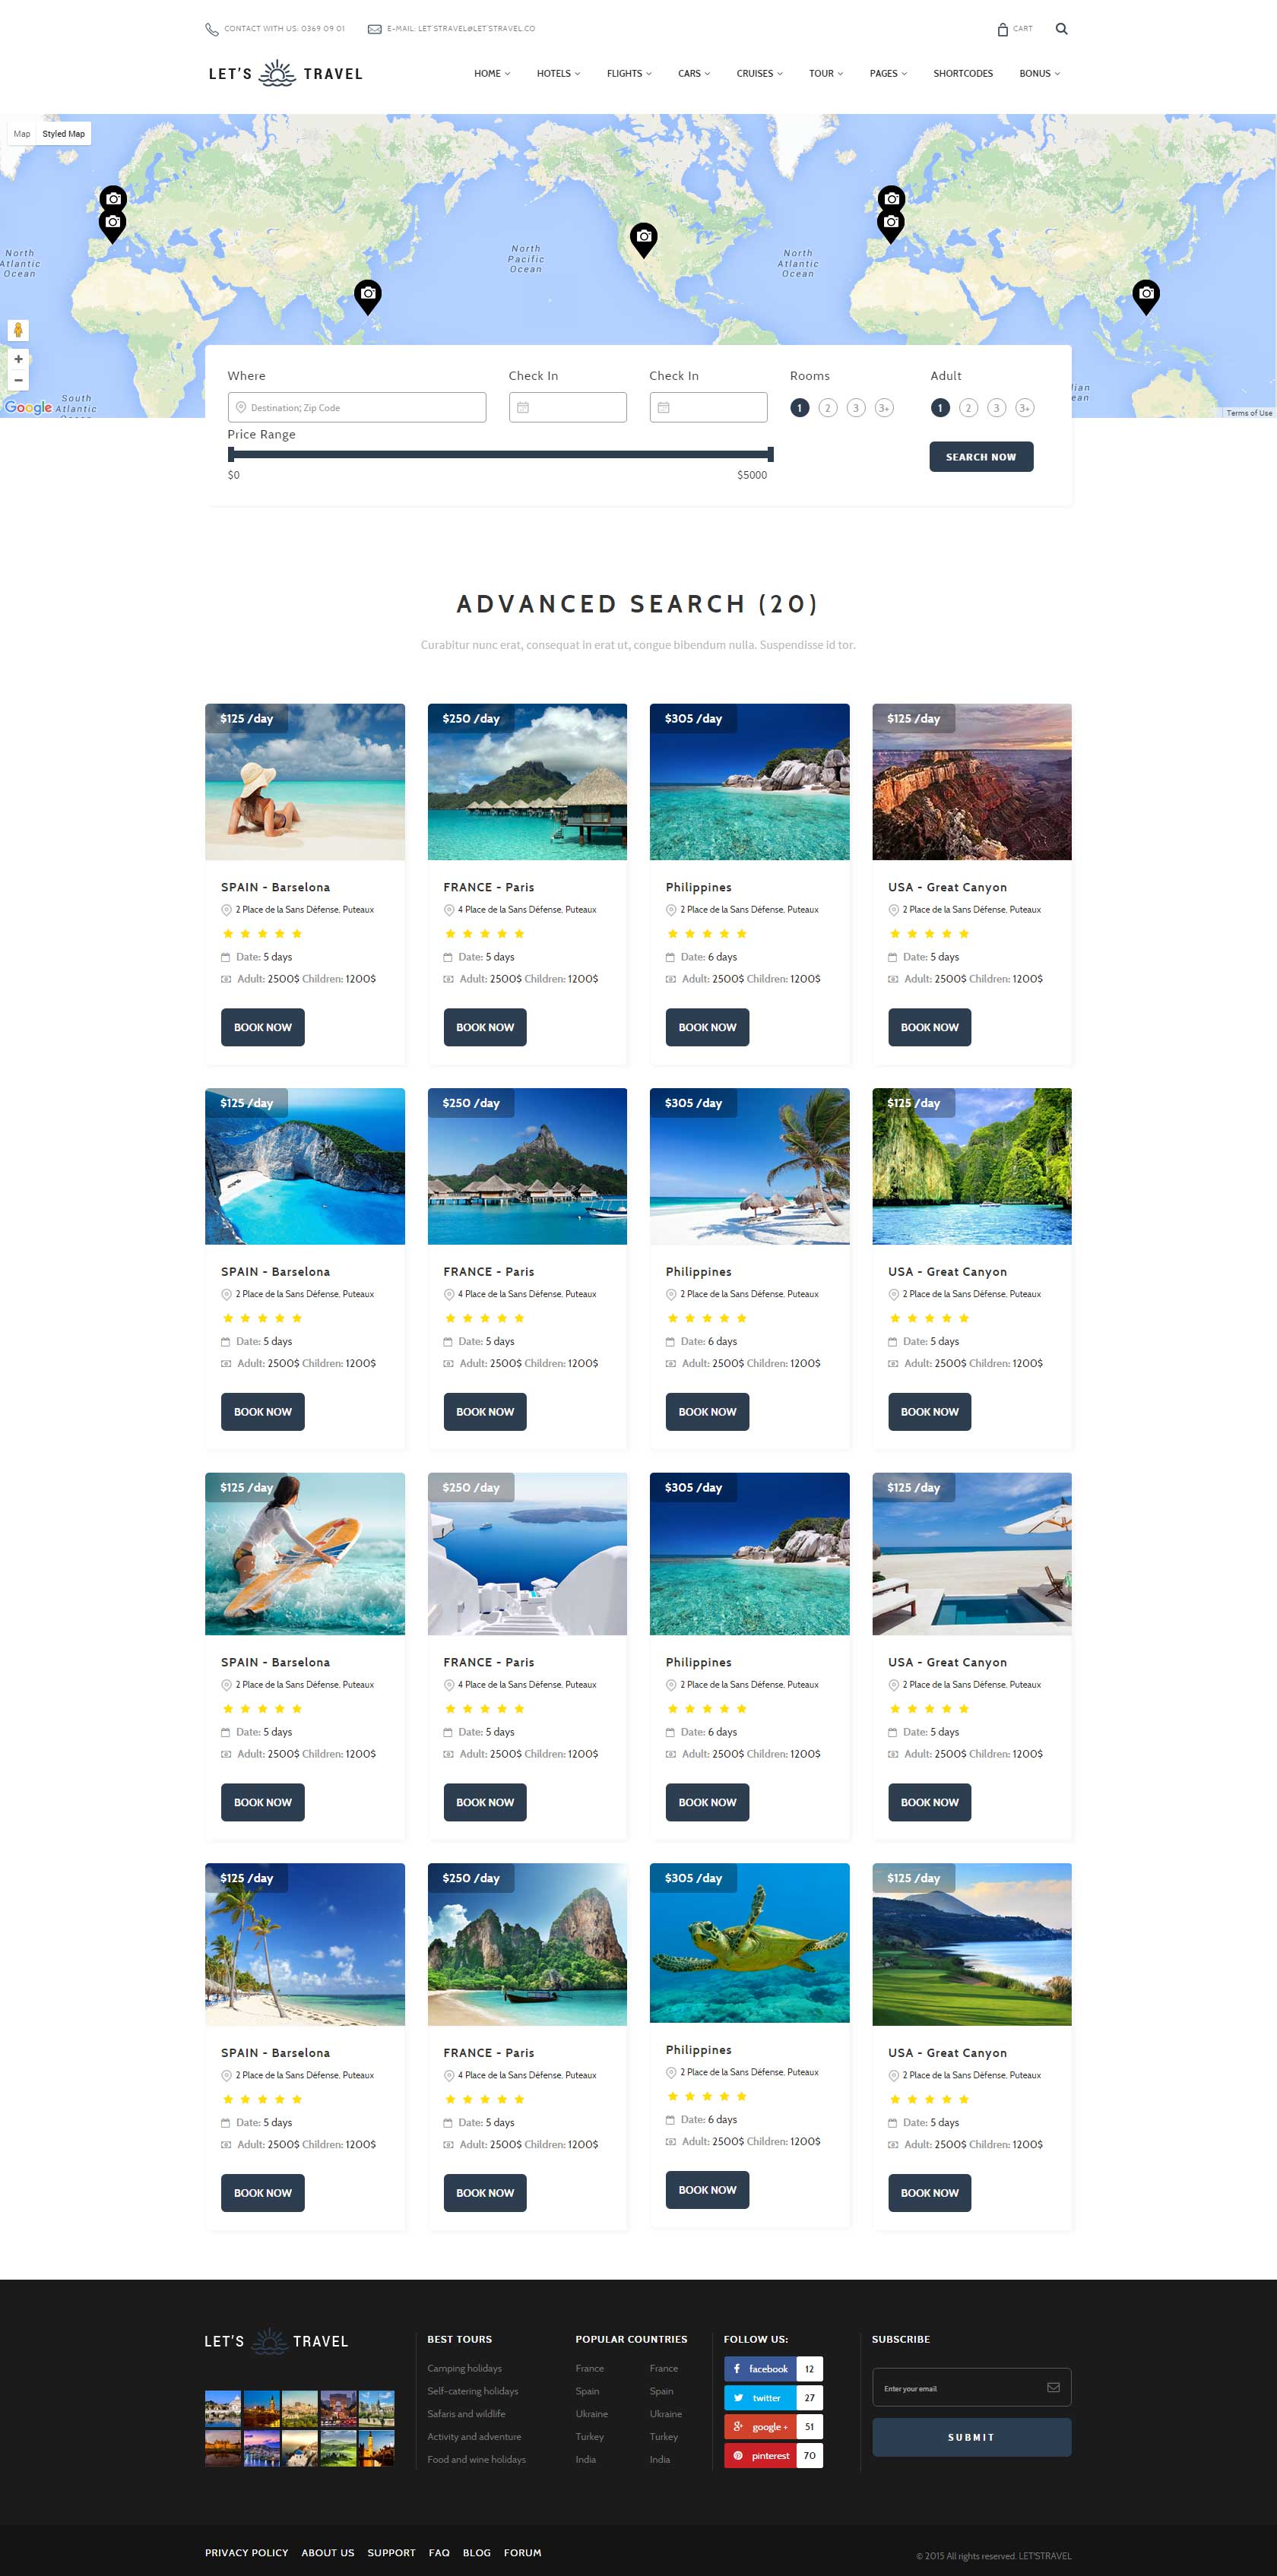 CONTACT WITH US: 0369 09 01 E-MAIL: LET'STRAVEL@LET'STRAVEL.CO CART
LET'S TRAVEL HOME HOTELS FLIGHTS CARS CRUISES TOUR PAGES SHORTCODES BONUS
Map Styled Map
North Atlantic Ocean
North Pacific Ocean
North Atlantic Ocean
South Atlantic
Google
Terms of Use
Where Check In Check In Rooms Adult
Destination; Zip Code 1 2 3 3+ 1 2 3 3+
Price Range
SEARCH NOW
$0 $5000
ADVANCED SEARCH (20)
Curabitur nunc erat, consequat in erat ut, congue bibendum nulla. Suspendisse id tor.
$125 /day $250 /day $305 /day $125 /day
SPAIN - Barselona FRANCE - Paris Philippines USA - Great Canyon
2 Place de la Sans Défense, Puteaux 4 Place de la Sans Défense, Puteaux 2 Place de la Sans Défense, Puteaux 2 Place de la Sans Défense, Puteaux
Date: 5 days Date: 5 days Date: 6 days Date: 5 days
Adult: 2500$ Children: 1200$ Adult: 2500$ Children: 1200$ Adult: 2500$ Children: 1200$ Adult: 2500$ Children: 1200$
BOOK NOW BOOK NOW BOOK NOW BOOK NOW
$125 /day $250 /day $305 /day $125 /day
SPAIN - Barselona FRANCE - Paris Philippines USA - Great Canyon
2 Place de la Sans Défense, Puteaux 4 Place de la Sans Défense, Puteaux 2 Place de la Sans Défense, Puteaux 2 Place de la Sans Défense, Puteaux
Date: 5 days Date: 5 days Date: 6 days Date: 5 days
Adult: 2500$ Children: 1200$ Adult: 2500$ Children: 1200$ Adult: 2500$ Children: 1200$ Adult: 2500$ Children: 1200$
BOOK NOW BOOK NOW BOOK NOW BOOK NOW
$125 /day $250 /day $305 /day $125 /day
SPAIN - Barselona FRANCE - Paris Philippines USA - Great Canyon
2 Place de la Sans Défense, Puteaux 4 Place de la Sans Défense, Puteaux 2 Place de la Sans Défense, Puteaux 2 Place de la Sans Défense, Puteaux
Date: 5 days Date: 5 days Date: 6 days Date: 5 days
Adult: 2500$ Children: 1200$ Adult: 2500$ Children: 1200$ Adult: 2500$ Children: 1200$ Adult: 2500$ Children: 1200$
BOOK NOW BOOK NOW BOOK NOW BOOK NOW
$125 /day $250 /day $305 /day $125 /day
SPAIN - Barselona FRANCE - Paris Philippines USA - Great Canyon
2 Place de la Sans Défense, Puteaux 4 Place de la Sans Défense, Puteaux 2 Place de la Sans Défense, Puteaux 2 Place de la Sans Défense, Puteaux
Date: 5 days Date: 5 days Date: 6 days Date: 5 days
Adult: 2500$ Children: 1200$ Adult: 2500$ Children: 1200$ Adult: 2500$ Children: 1200$ Adult: 2500$ Children: 1200$
BOOK NOW BOOK NOW BOOK NOW BOOK NOW
LET'S TRAVEL
BEST TOURS
Camping holidays
Self-catering holidays
Safaris and wildlife
Activity and adventure
Food and wine holidays
POPULAR COUNTRIES
France France
Spain Spain
Ukraine Ukraine
Turkey Turkey
India India
FOLLOW US:
facebook 12
twitter 27
google + 51
pinterest 70
SUBSCRIBE
Enter your email
SUBMIT
PRIVACY POLICY ABOUT US SUPPORT FAQ BLOG FORUM
© 2015 All rights reserved. LET'STRAVEL